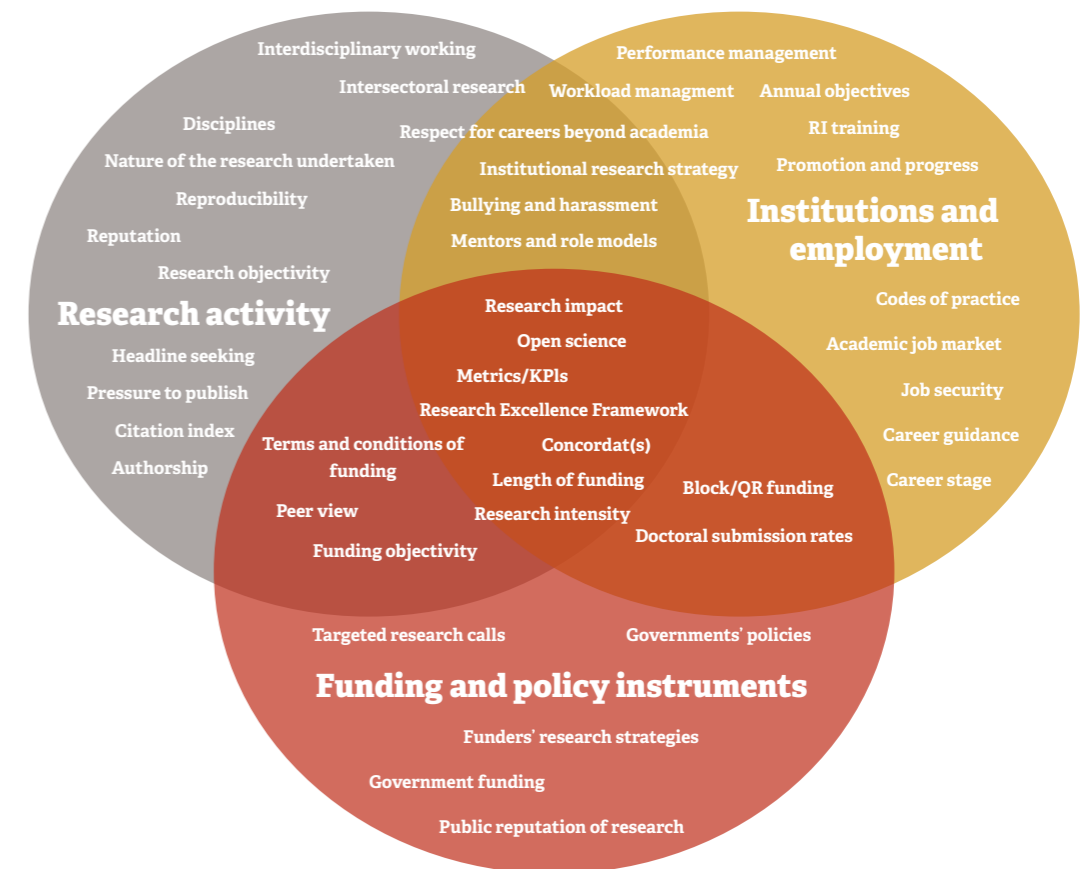 Interdisciplinary working
Performance management
Intersectoral research
Workload managment
Annual objectives
Disciplines
Respect for careers beyond academia
RI training
Nature of the research undertaken
Institutional research strategy
Promotion and progress
Reproducibility
Bullying and harassment
Institutions and
employment
Reputation
Mentors and role models
Research objectivity
Research activity
Research impact
Codes of practice
Headline seeking
Open science
Academic job market
Pressure to publish
Metrics/KPIs
Job security
Citation index
Research Excellence Framework
Career guidance
Authorship
Terms and conditions of
funding
Concordat(s)
Length of funding
Block/QR funding
Career stage
Peer view
Research intensity
Doctoral submission rates
Funding objectivity
Targeted research calls
Governments’ policies
Funding and policy instruments
Funders’ research strategies
Government funding
Public reputation of research